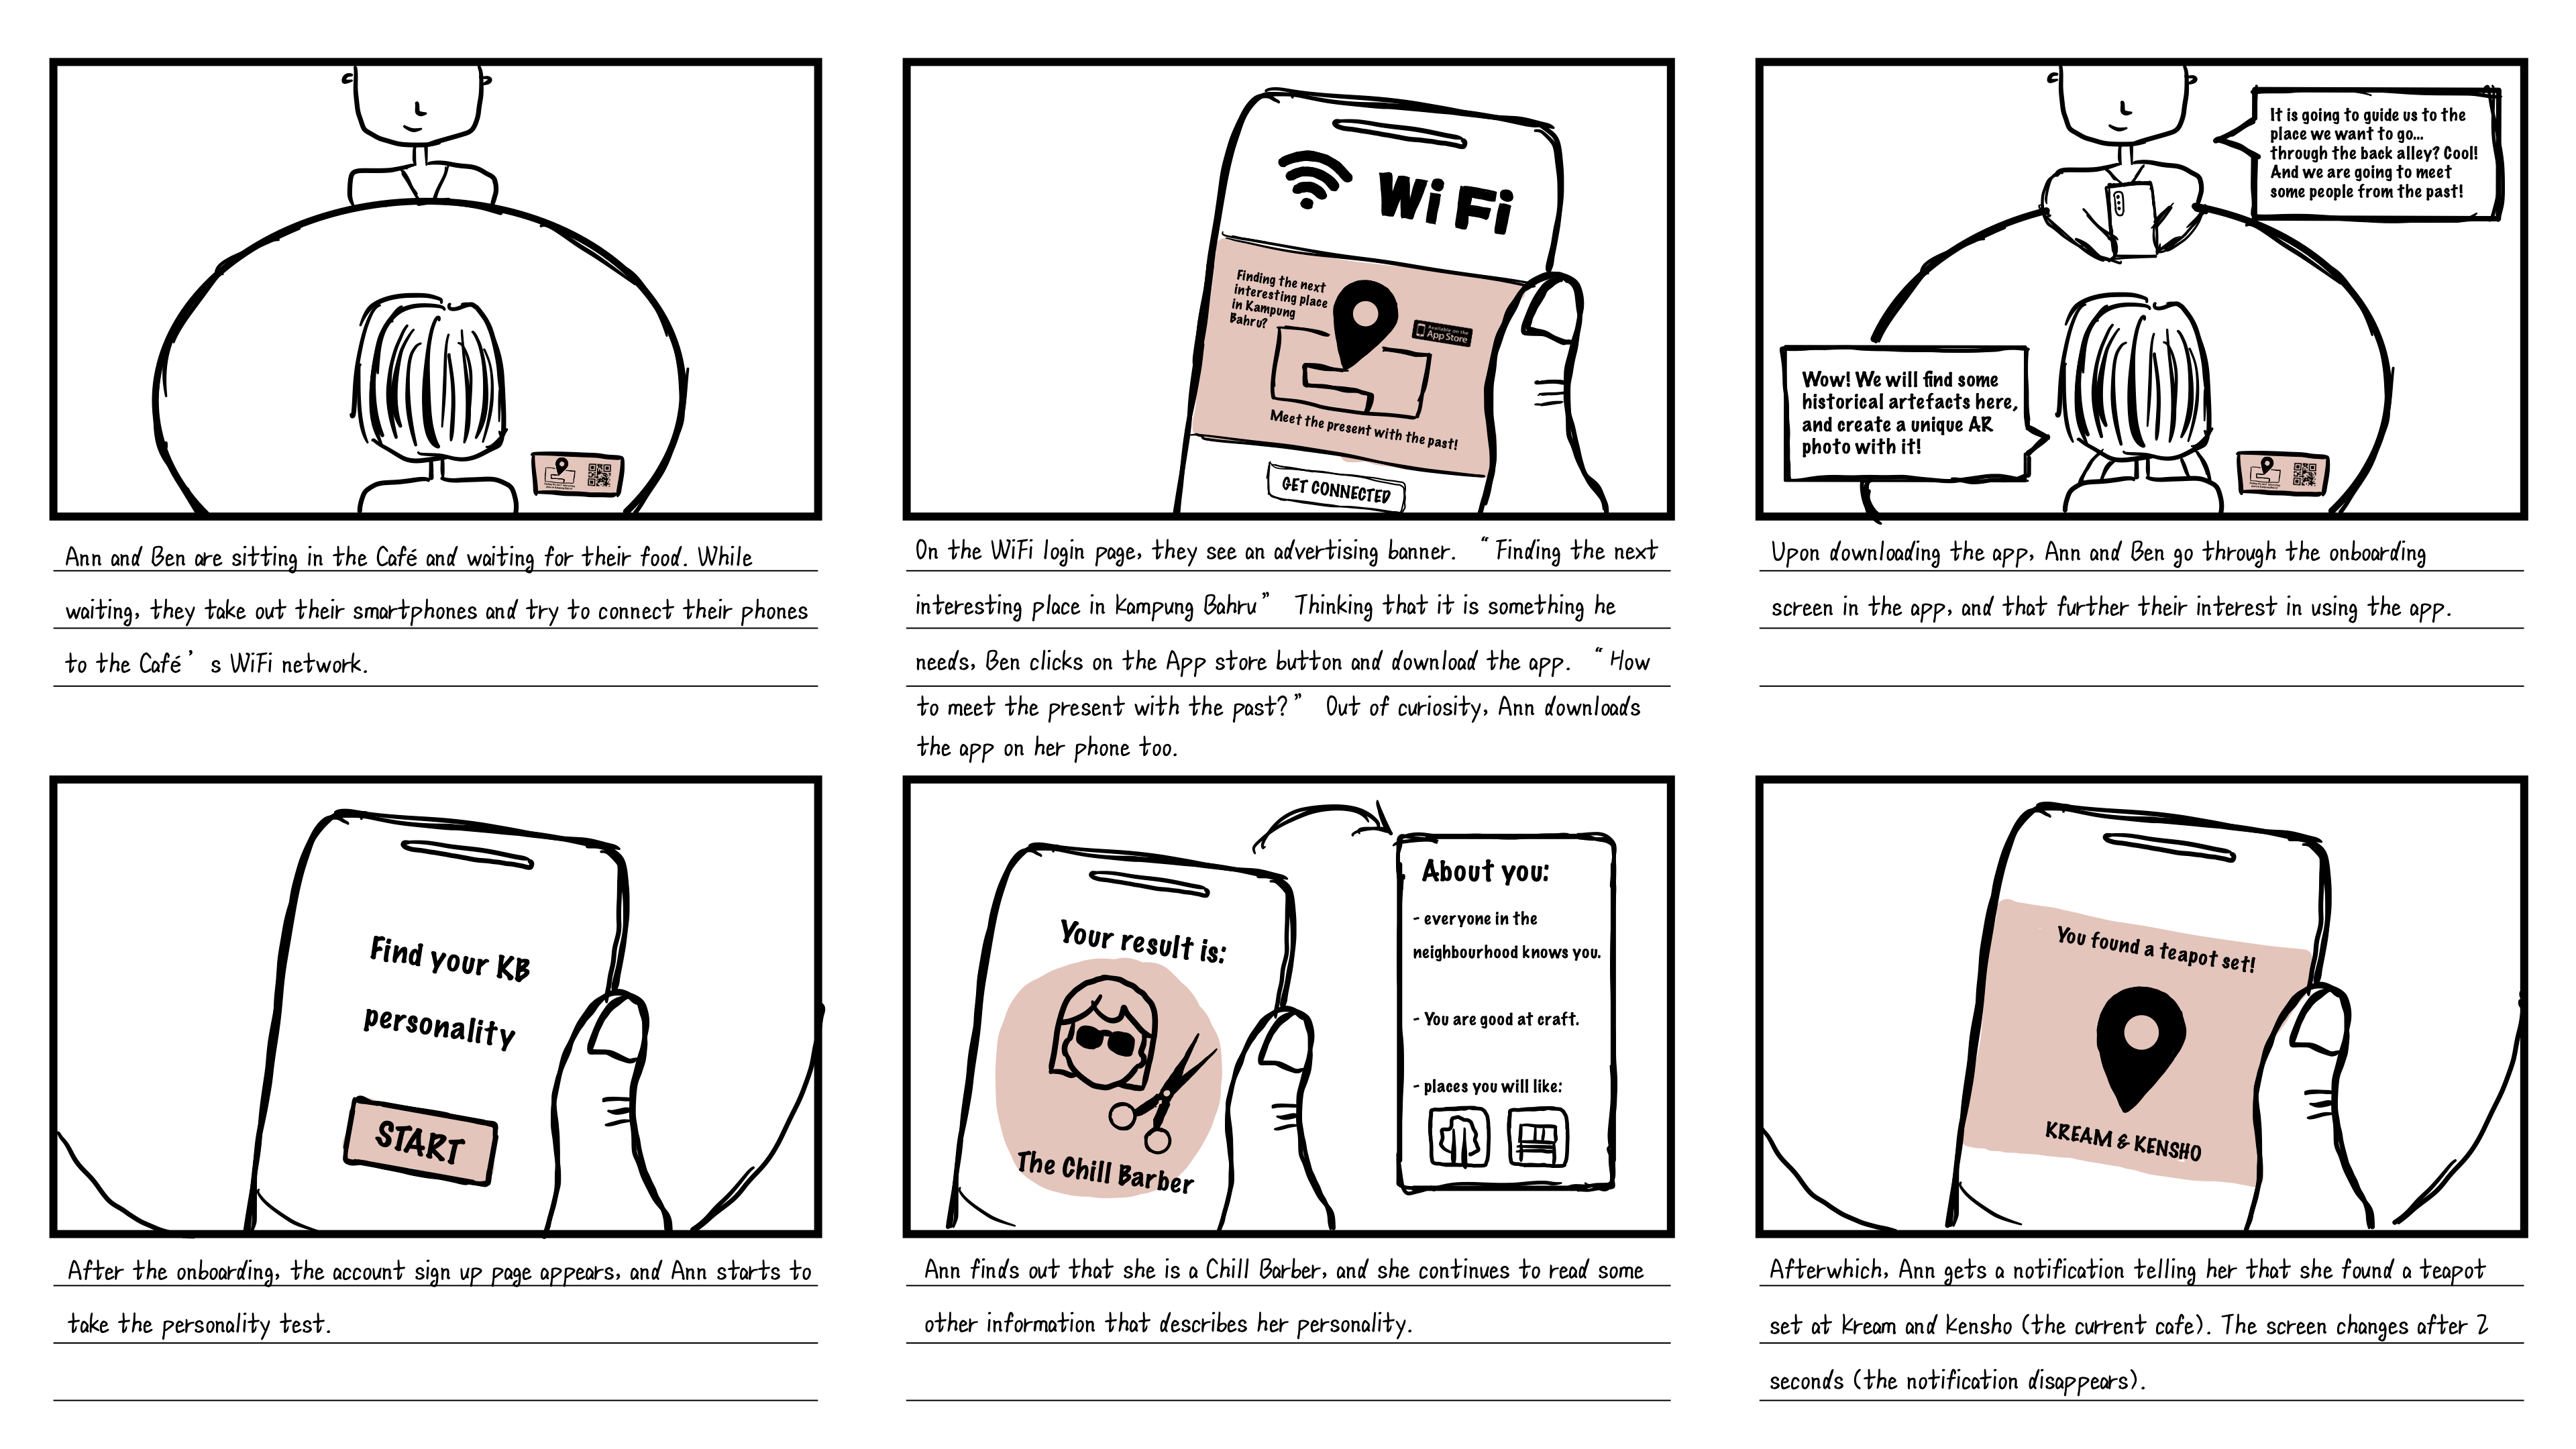 It is going to guide us to the
place we want to go...
through the back alley? Cool!
And we are going to meet
some people from the past!
Wow! We will find some
historical artefacts here,
and create a unique AR
photo with it!
WiFi
Finding the next
interesting place
in Kampung
Bahru?
Available on the
App Store
Meet the present with the past!
GET CONNECTED
Ann and Ben are sitting in the Café and waiting for their food. While
waiting, they take out their smartphones and try to connect their phones
to the Café's WiFi network.
On the WiFi login page, they see an advertising banner. “Finding the next
interesting place in Kampung Bahru” Thinking that it is something he
needs, Ben clicks on the App store button and download the app. “How
to meet the present with the past?” Out of curiosity, Ann downloads
the app on her phone too.
Upon downloading the app, Ann and Ben go through the onboarding
screen in the app, and that further their interest in using the app.
Find your KB
personality
START
After the onboarding, the account sign up page appears, and Ann starts to
take the personality test.
Your result is:
The Chill Barber
About you:
- everyone in the
neighbourhood knows you.
- You are good at craft.
- places you will like:
Ann finds out that she is a Chill Barber, and she continues to read some
other information that describes her personality.
You found a teapot set!
KREAM & KENSHO
Afterwhich, Ann gets a notification telling her that she found a teapot
set at Kream and Kensho (the current cafe). The screen changes after 2
seconds (the notification disappears).